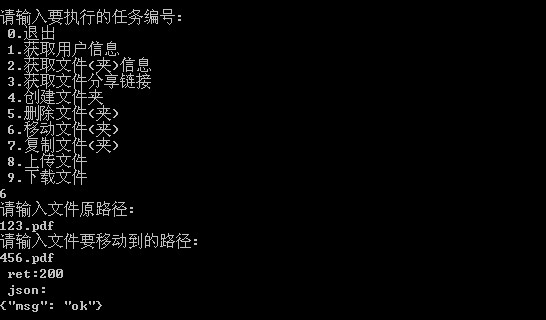 请输入要执行的任务编号：
0.退出
1.获取用户信息
2.获取文件(夹)信息
3.获取文件分享链接
4.创建文件夹
5.删除文件(夹)
6.移动文件(夹)
7.复制文件(夹)
8.上传文件
9.下载文件
6
请输入文件原路径：
123.pdf
请输入文件要移动到的路径：
456.pdf
ret:200
json:
{"msg": "ok"}